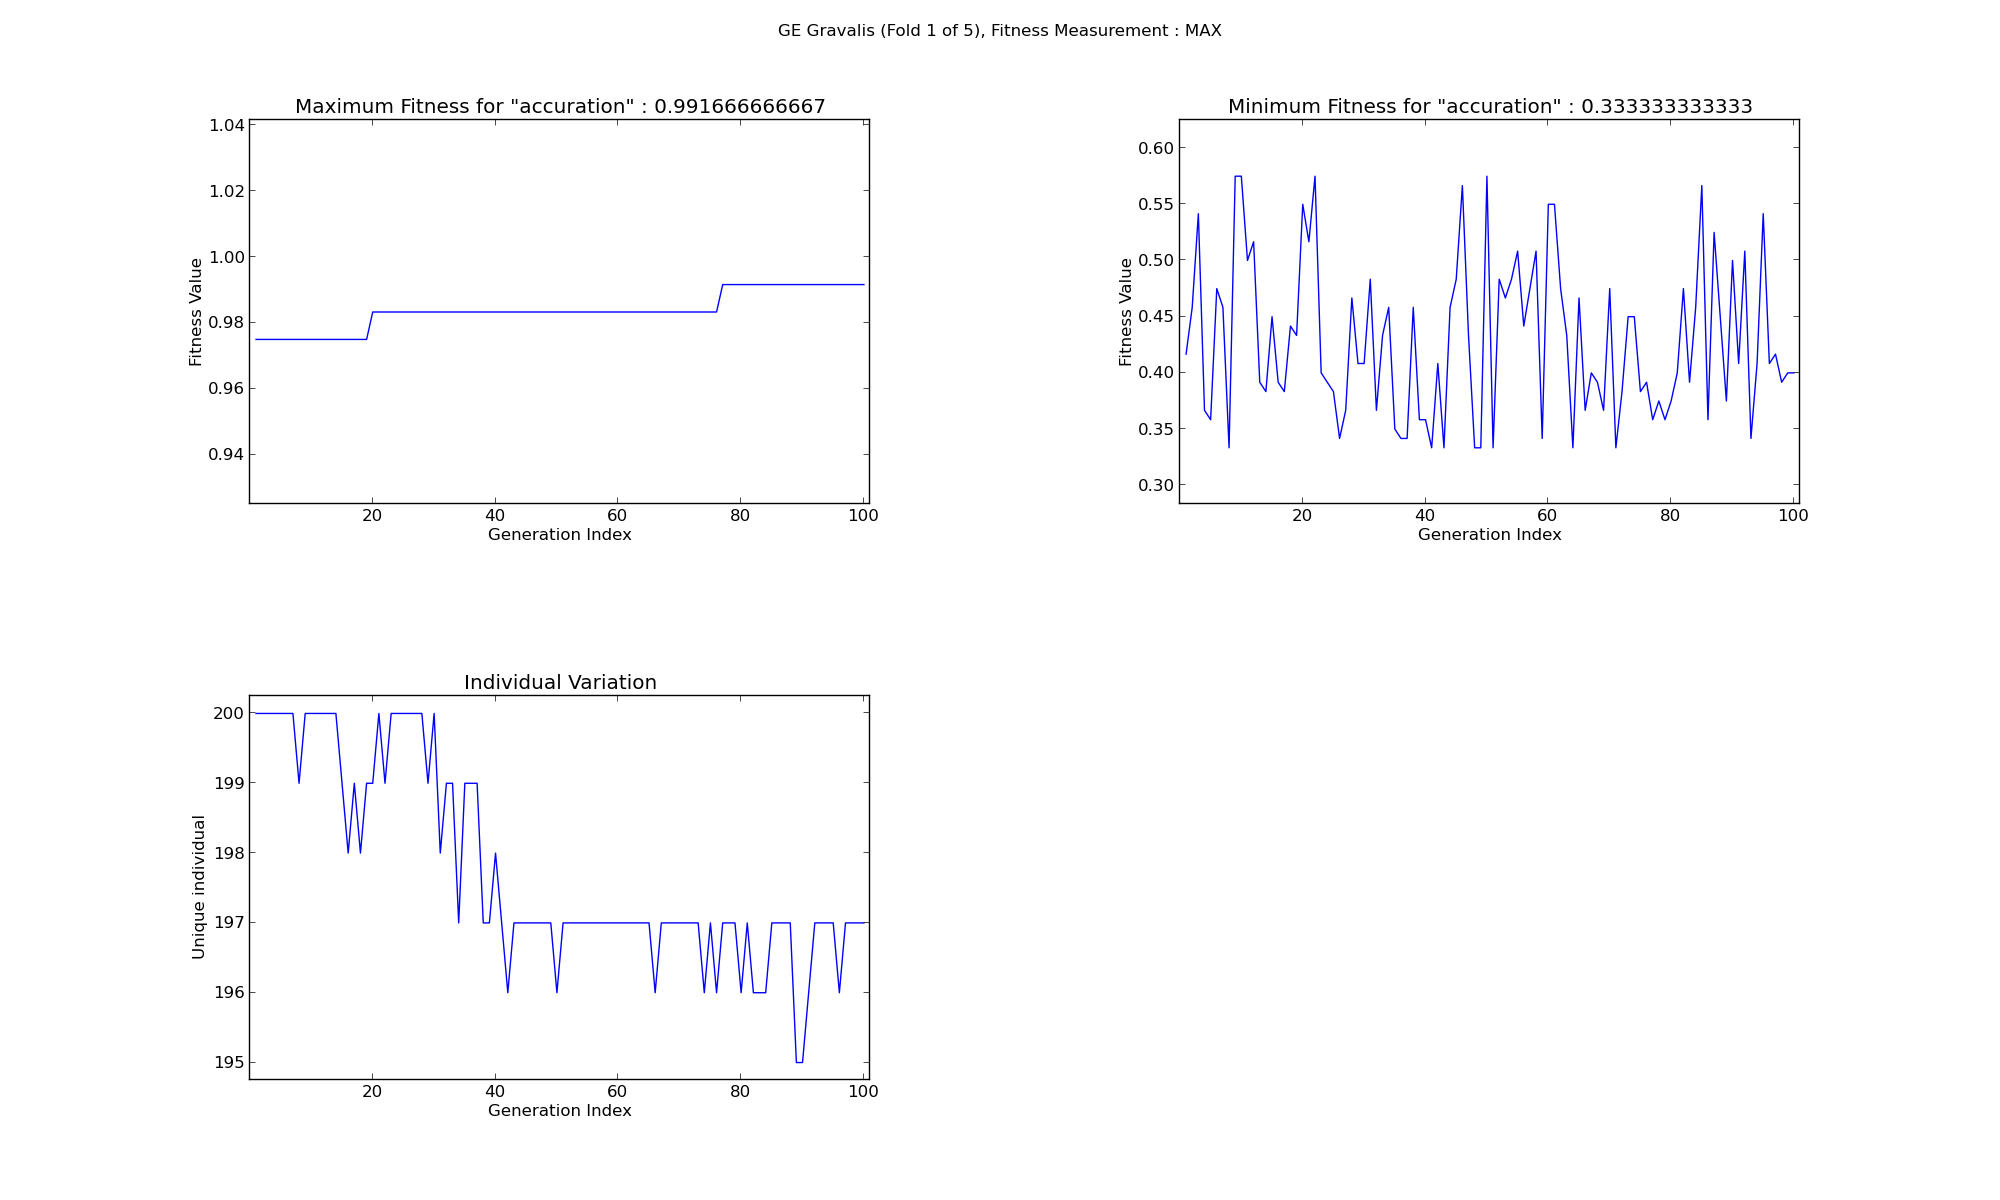 GE Gravalis (Fold 1 of 5), Fitness Measurement : MAX
Maximum Fitness for "accuration" : 0.991666666667
1.04
1.02
1.00
0.98
0.96
0.94
Fitness Value
20 40 60 80 100
Generation Index
Minimum Fitness for "accuration" : 0.333333333333
0.60
0.55
0.50
0.45
0.40
0.35
0.30
Fitness Value
20 40 60 80 100
Generation Index
Individual Variation
200
199
198
197
196
195
Unique individual
20 40 60 80 100
Generation Index